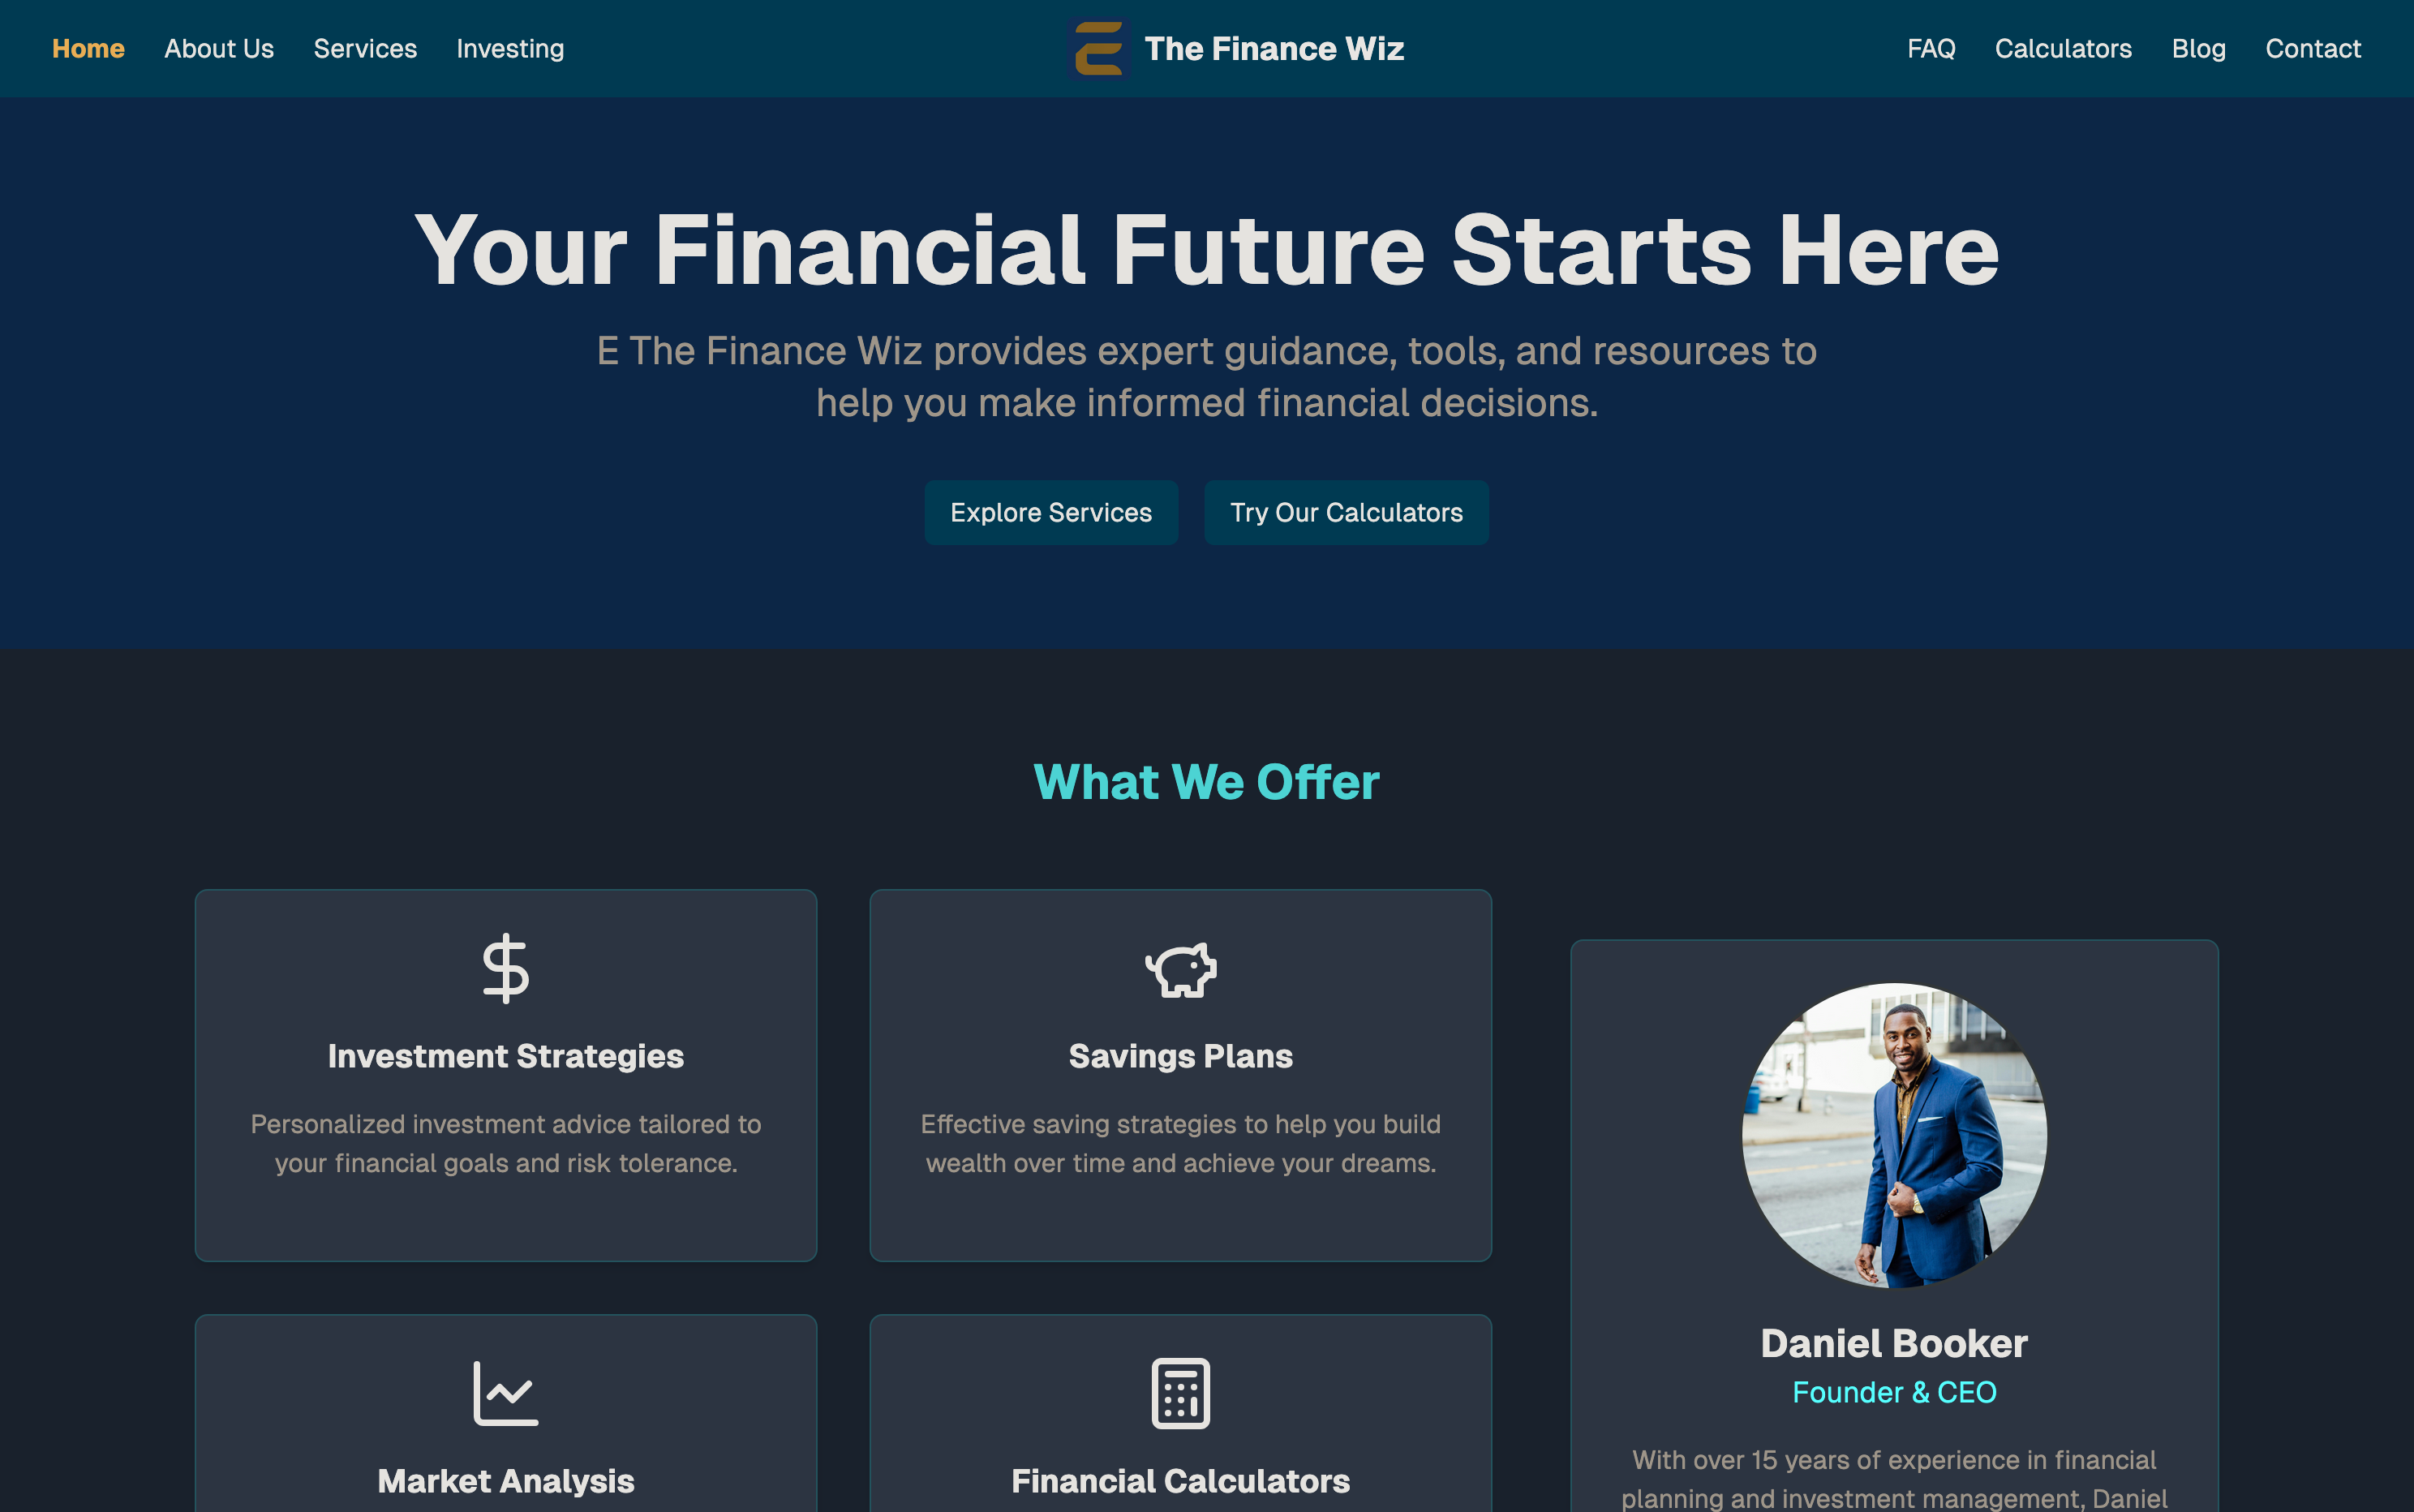 Home
About Us
Services
Investing
The Finance Wiz
FAQ
Calculators
Blog
Contact
Your Financial Future Starts Here
E The Finance Wiz provides expert guidance, tools, and resources to
help you make informed financial decisions.
Explore Services
Try Our Calculators
What We Offer
Investment Strategies
Personalized investment advice tailored to
your financial goals and risk tolerance.
Savings Plans
Effective saving strategies to help you build
wealth over time and achieve your dreams.
Market Analysis
Financial Calculators
Daniel Booker
Founder & CEO
With over 15 years of experience in financial
planning and investment management, Daniel